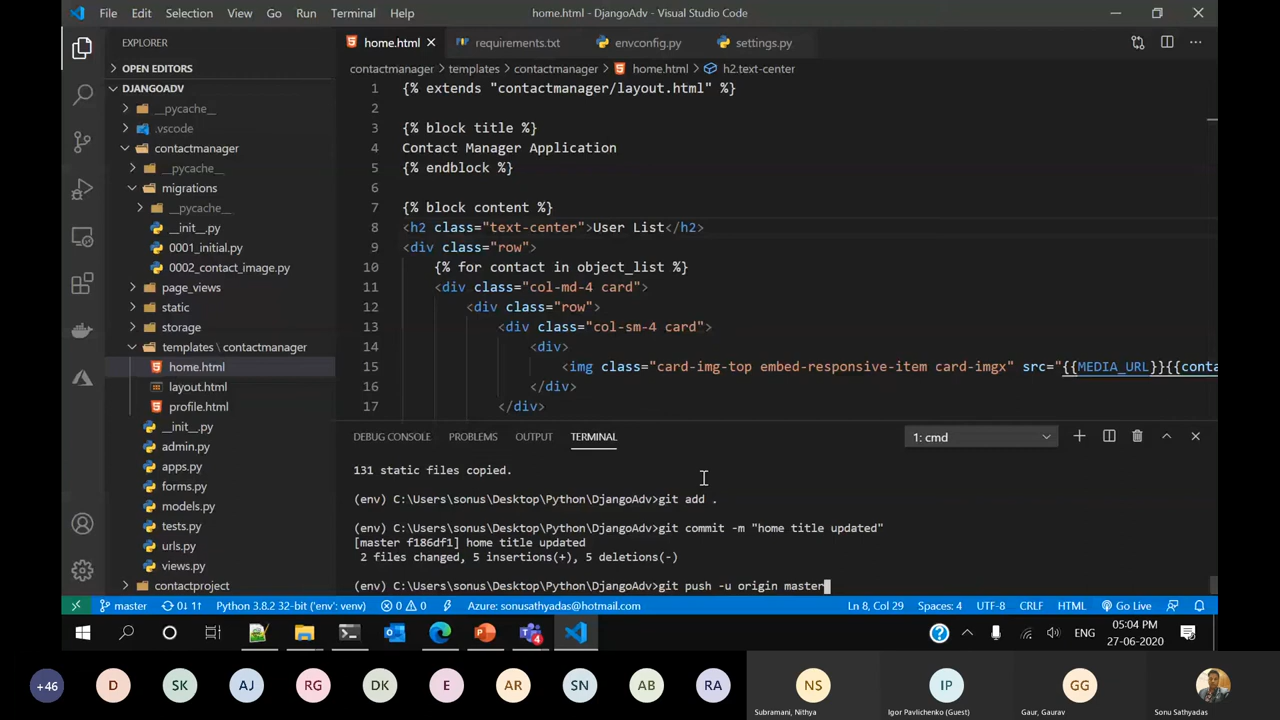 File Edit Selection View Go Run Terminal Help home.html - DjangoAdv - Visual Studio Code
EXPLORER
OPEN EDITORS
DJANGOADV
__pycache__
.vscode
contactmanager
__pycache__
migrations
__pycache__
__init__.py
0001_initial.py
0002_contact_image.py
page_views
static
storage
templates \ contactmanager
home.html
layout.html
profile.html
__init__.py
admin.py
apps.py
forms.py
models.py
tests.py
urls.py
views.py
contactproject
home.html requirements.txt envconfig.py settings.py
contactmanager > templates > contactmanager > home.html > h2.text-center
1 {% extends "contactmanager/layout.html" %}
2
3 {% block title %}
4 Contact Manager Application
5 {% endblock %}
6
7 {% block content %}
8 <h2 class="text-center">User List</h2>
9 <div class="row">
10 {% for contact in object_list %}
11 <div class="col-md-4 card">
12 <div class="row">
13 <div class="col-sm-4 card">
14 <div>
15 <img class="card-img-top embed-responsive-item card-imgx" src="{{MEDIA_URL}}{{conta
16 </div>
17 </div>
DEBUG CONSOLE PROBLEMS OUTPUT TERMINAL 1: cmd
131 static files copied.
(env) C:\Users\sonus\Desktop\Python\DjangoAdv>git add .
(env) C:\Users\sonus\Desktop\Python\DjangoAdv>git commit -m "home title updated"
[master f186df1] home title updated
2 files changed, 5 insertions(+), 5 deletions(-)
(env) C:\Users\sonus\Desktop\Python\DjangoAdv>git push -u origin master
master 0↓ 1↑ Python 3.8.2 32-bit ('env': venv) 0 0 Azure: sonusathyadas@hotmail.com Ln 8, Col 29 Spaces: 4 UTF-8 CRLF HTML Go Live
4 ENG 05:04 PM
27-06-2020
+46 D SK AJ RG DK E AR SN AB RA NS IP GG
Subramani, Nithya Igor Pavlichenko (Guest) Gaur, Gaurav Sonu Sathyadas